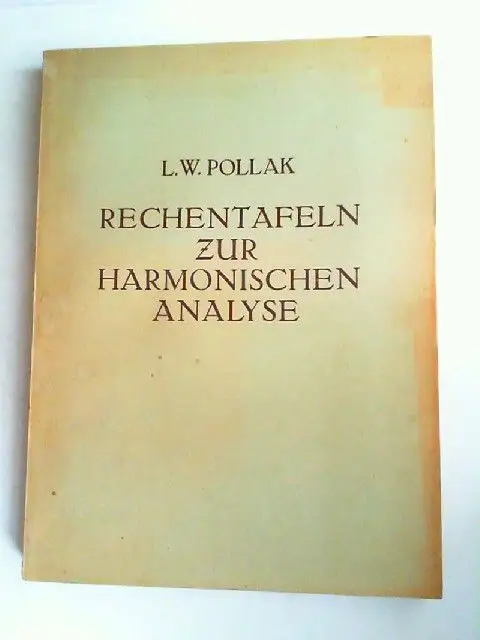 L.W. POLLAK
RECHENTAFELN
ZUR
HARMONISCHEN
ANALYSE